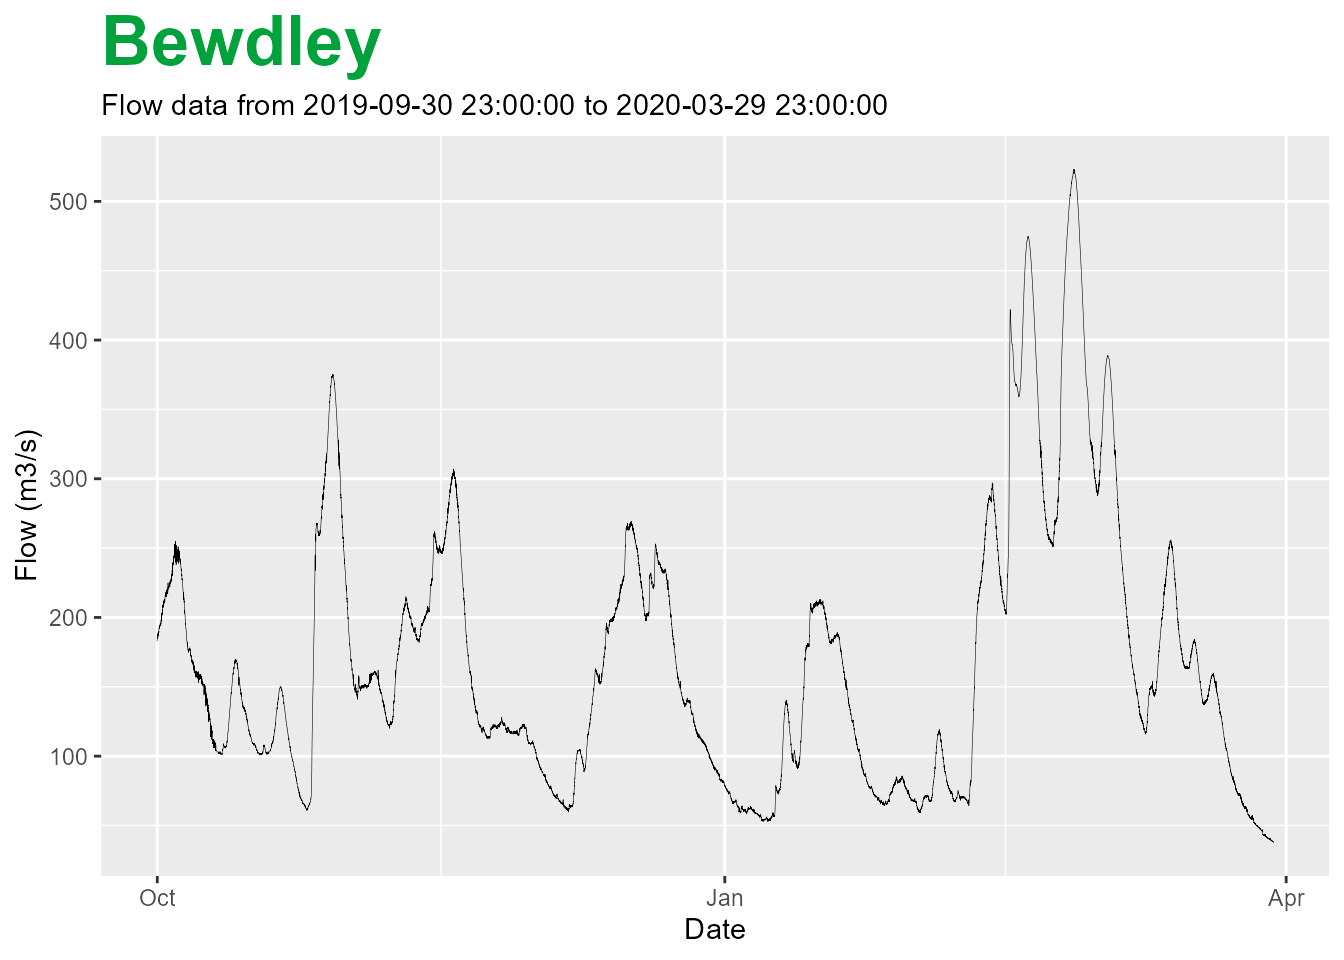 Bewdley
Flow data from 2019-09-30 23:00:00 to 2020-03-29 23:00:00
Flow (m3/s)
500
400
300
200
100
Oct
Jan
Apr
Date